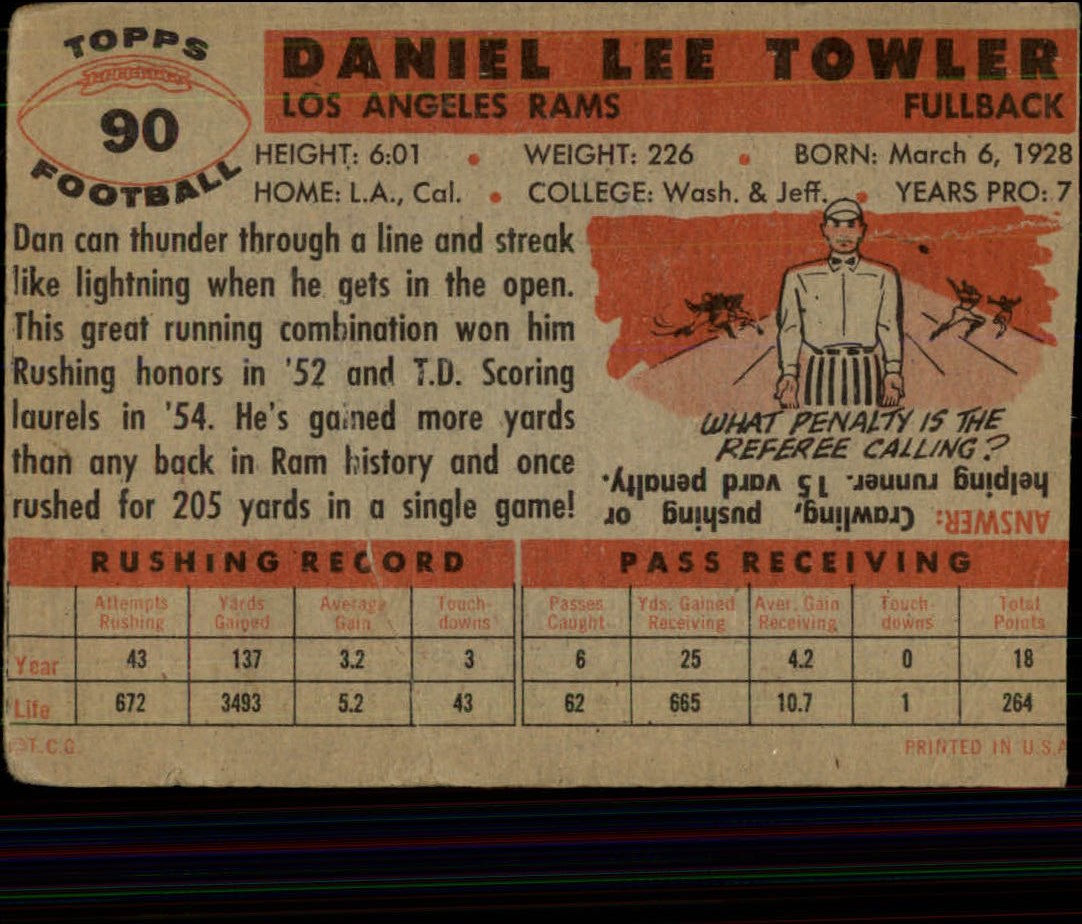 TOPPS
90
FOOTBALL
DANIEL LEE TOWLER
LOS ANGELES RAMS FULLBACK
HEIGHT: 6:01 • WEIGHT: 226 • BORN: March 6, 1928
HOME: L.A., Cal. • COLLEGE: Wash. & Jeff. • YEARS PRO: 7
Dan can thunder through a line and streak
like lightning when he gets in the open.
This great running combination won him
Rushing honors in '52 and T.D. Scoring
laurels in '54. He's gained more yards
than any back in Ram history and once
rushed for 205 yards in a single game!
WHAT PENALTY IS THE
REFEREE CALLING?
ANSWER: Crawling, pushing or
helping runner. 15 yard penalty.
RUSHING RECORD PASS RECEIVING
Attempts Yards Average Touch- Passes Yds. Gained Aver. Gain Touch- Total
Rushing Gained Gain downs Caught Receiving Receiving downs Points
Year 43 137 3.2 3 6 25 4.2 0 18
Life 672 3493 5.2 43 62 665 10.7 1 264
©T.C.G. PRINTED IN U.S.A